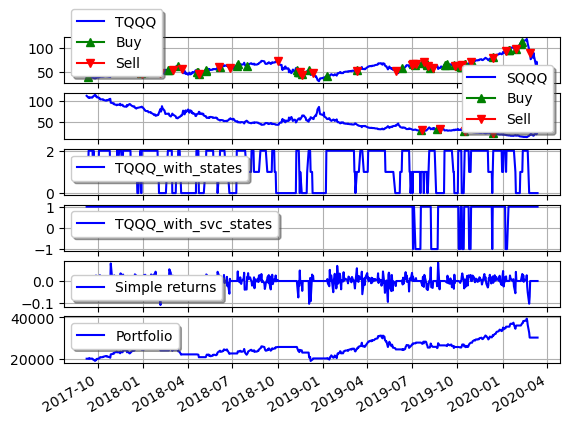 TQQQ
Buy
Sell
100
50
SQQQ
Buy
Sell
100
50
2
0
TQQQ_with_states
1
0
−1
TQQQ_with_svc_states
0.0
−0.1
Simple returns
40000
20000
Portfolio
2017-10
2018-01
2018-04
2018-07
2018-10
2019-01
2019-04
2019-07
2019-10
2020-01
2020-04